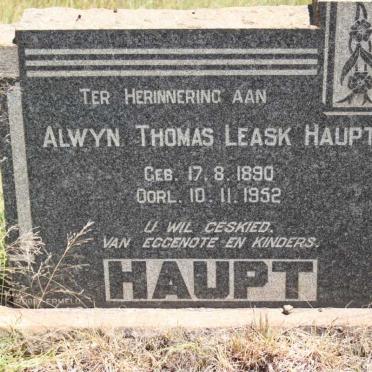 TER HERINNERING AAN
ALWYN THOMAS LEASK HAUPT
GEB. 17.8.1890
OORL. 10.11.1952
U WIL GESKIED.
VAN EGGENOTE EN KINDERS.
HAUPT
ERMELO